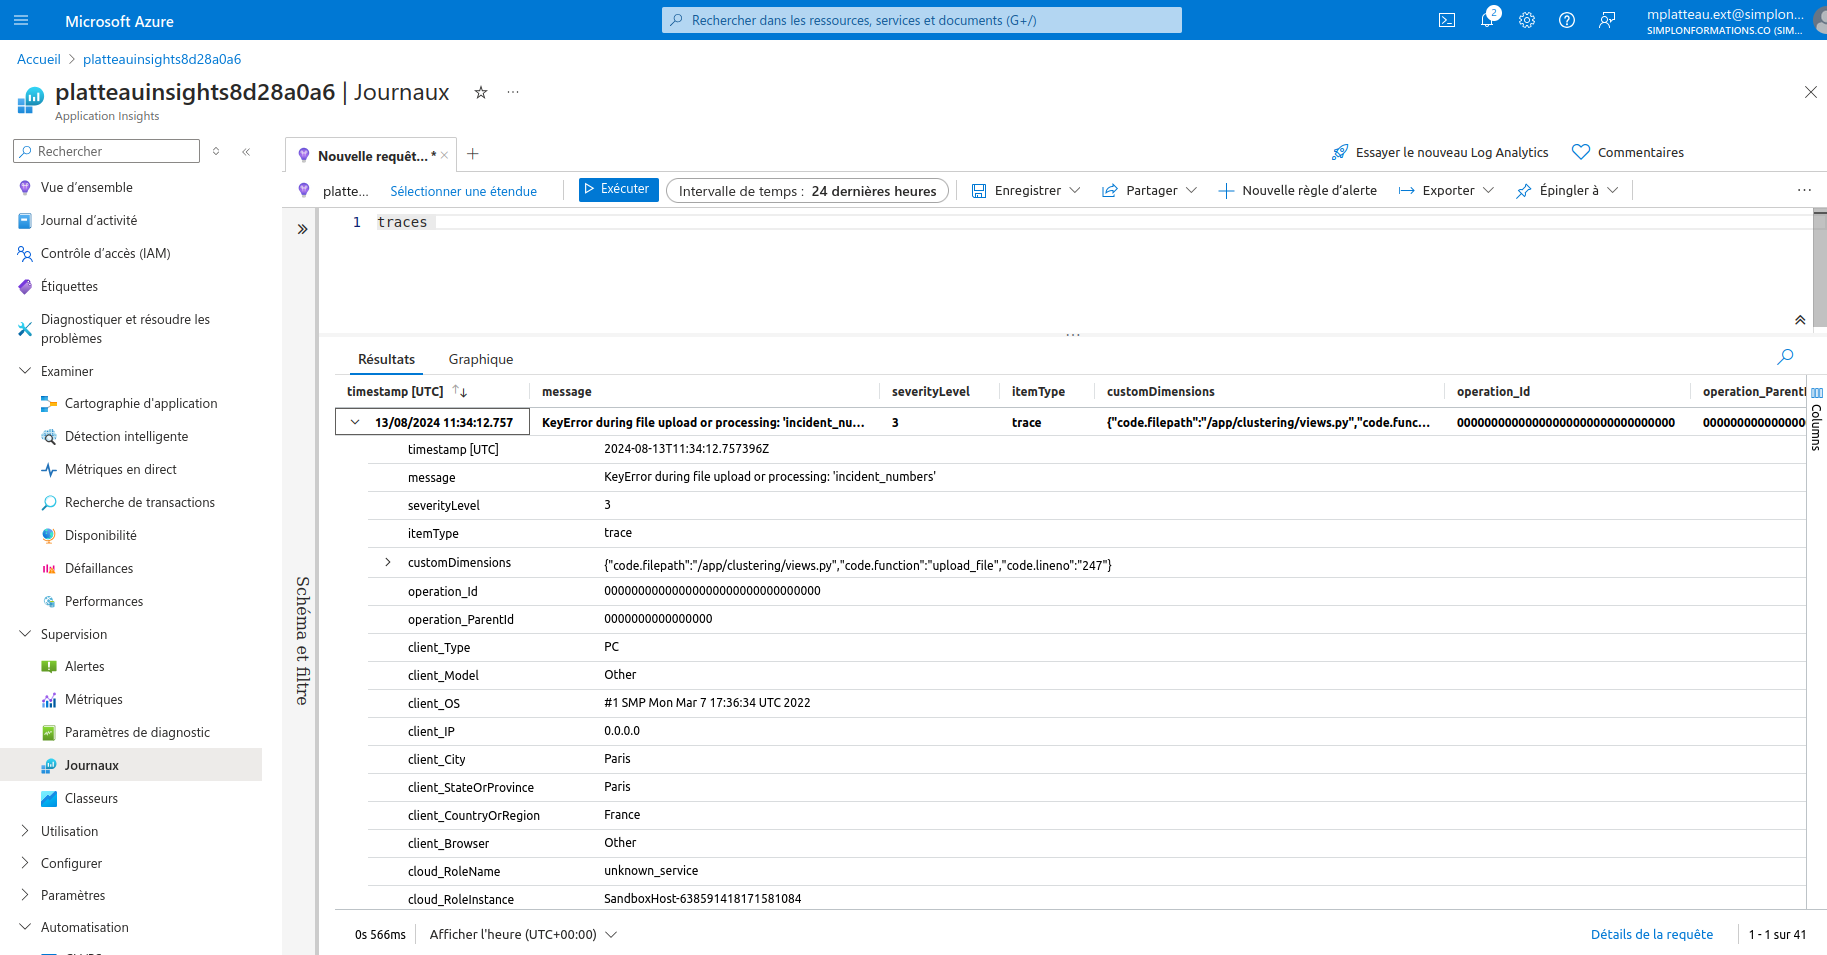 Microsoft Azure
Rechercher dans les ressources, services et documents (G+/)
2
mplatteau.ext@simplon...
SIMPLONFORMATIONS.CO (SIM...
Accueil > platteauinsights8d28a0a6
platteauinsights8d28a0a6 | Journaux
Application Insights
Rechercher
Vue d’ensemble
Journal d’activité
Contrôle d’accès (IAM)
Étiquettes
Diagnostiquer et résoudre les
problèmes
Examiner
Cartographie d'application
Détection intelligente
Métriques en direct
Recherche de transactions
Disponibilité
Défaillances
Performances
Supervision
Alertes
Métriques
Paramètres de diagnostic
Journaux
Classeurs
Utilisation
Configurer
Paramètres
Automatisation
Nouvelle requêt... *
Essayer le nouveau Log Analytics
Commentaires
platte...
Sélectionner une étendue
Exécuter
Intervalle de temps : 24 dernières heures
Enregistrer
Partager
Nouvelle règle d’alerte
Exporter
Épingler à
1 traces
Schéma et filtre
Résultats
Graphique
timestamp [UTC] message severityLevel itemType customDimensions operation_Id operation_ParentI
13/08/2024 11:34:12.757 KeyError during file upload or processing: 'incident_nu... 3 trace {"code.filepath":"/app/clustering/views.py","code.func... 00000000000000000000000000000000 000000000000000
timestamp [UTC] 2024-08-13T11:34:12.757396Z
message KeyError during file upload or processing: 'incident_numbers'
severityLevel 3
itemType trace
customDimensions {"code.filepath":"/app/clustering/views.py","code.function":"upload_file","code.lineno":"247"}
operation_Id 00000000000000000000000000000000
operation_ParentId 0000000000000000
client_Type PC
client_Model Other
client_OS #1 SMP Mon Mar 7 17:36:34 UTC 2022
client_IP 0.0.0.0
client_City Paris
client_StateOrProvince Paris
client_CountryOrRegion France
client_Browser Other
cloud_RoleName unknown_service
cloud_RoleInstance SandboxHost-638591418171581084
Columns
0s 566ms
Afficher l'heure (UTC+00:00)
Détails de la requête
1 - 1 sur 41